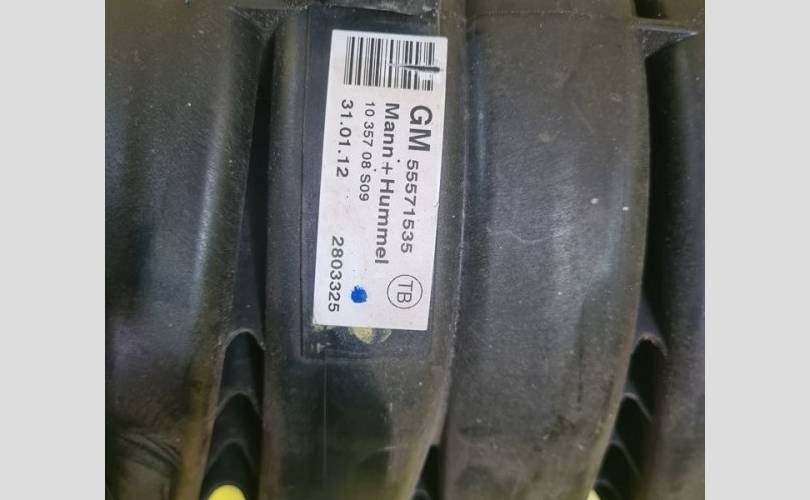 GM 55571535
Mann+Hummel TB
10 357 08 S09
31.01.12 2803325